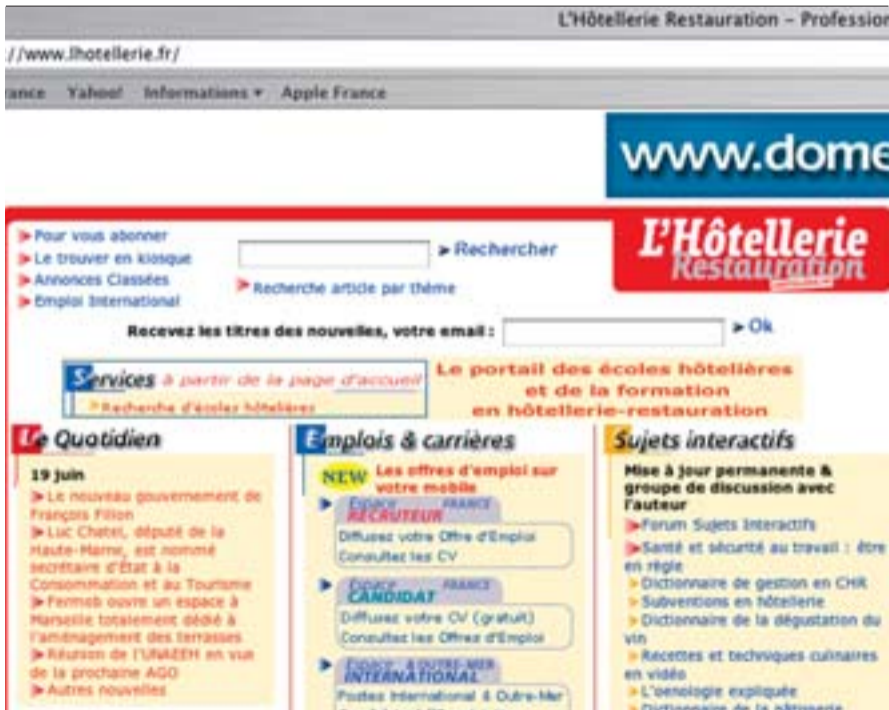 L'Hôtellerie Restauration – Profession
://www.lhotellerie.fr/
ance Yahoo! Informations Apple France
www.dome
Pour vous abonner
Le trouver en kiosque
Annonces Classées
Emploi International
Rechercher
Recherche article par thème
L'Hôtellerie
Restauration
Recevez les titres des nouvelles, votre email :
Ok
Services à partir de la page d'accueil
Recherche d'écoles hôtelières
Le portail des écoles hôtelières
et de la formation
en hôtellerie-restauration
Le Quotidien
19 juin
Le nouveau gouvernement de
François Fillon
Luc Chatel, député de la
Haute-Marne, est nommé
secrétaire d'État à la
Consommation et au Tourisme
Fermob ouvre un espace à
Marseille totalement dédié à
l'aménagement des terrasses
Réunion de l'UNAEEH en vue
de la prochaine AGO
Autres nouvelles
Emplois & carrières
NEW Les offres d'emploi sur
votre mobile
Espace FRANCE
RECRUTEUR
Diffusez votre Offre d'Emploi
Consultez les CV
Espace FRANCE
CANDIDAT
Diffusez votre CV (gratuit)
Consultez les Offres d'Emploi
Espace & OUTRE-MER
INTERNATIONAL
Postes International & Outre-Mer
Sujets interactifs
Mise à jour permanente &
groupe de discussion avec
l'auteur
Forum Sujets Interactifs
Santé et sécurité au travail : être
en règle
Dictionnaire de gestion en CHR
Subventions en hôtellerie
Dictionnaire de la dégustation du
vin
Recettes et techniques culinaires
en vidéo
L'oenologie expliquée
Dictionnaire de la pâtisserie